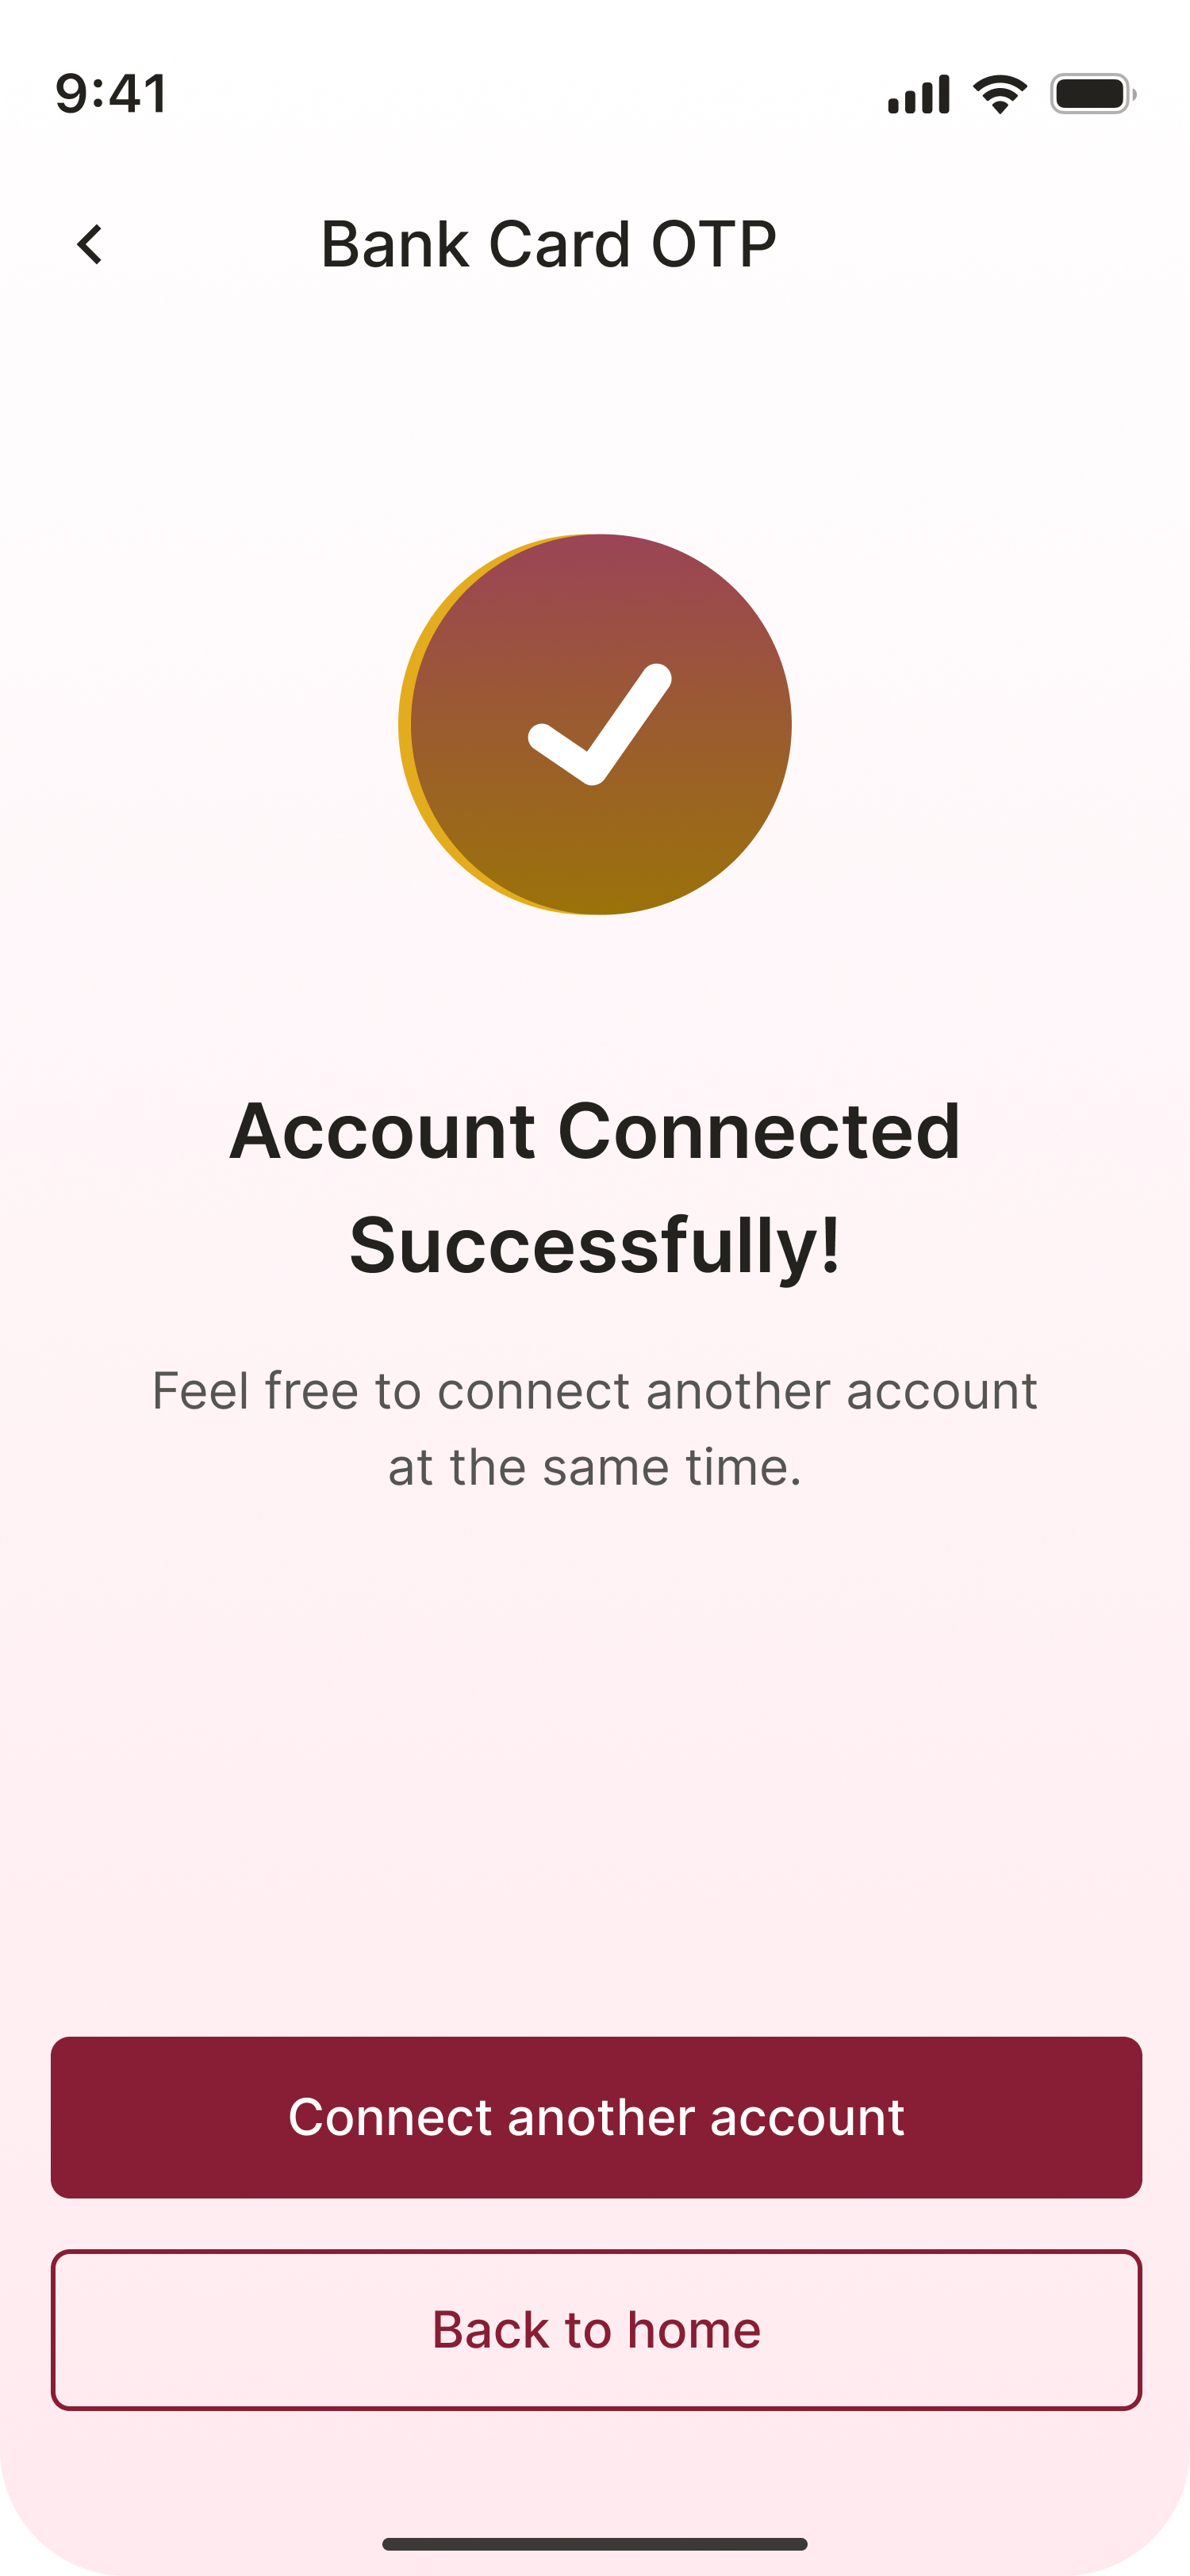 9:41
Bank Card OTP
Account Connected
Successfully!
Feel free to connect another account
at the same time.
Connect another account
Back to home